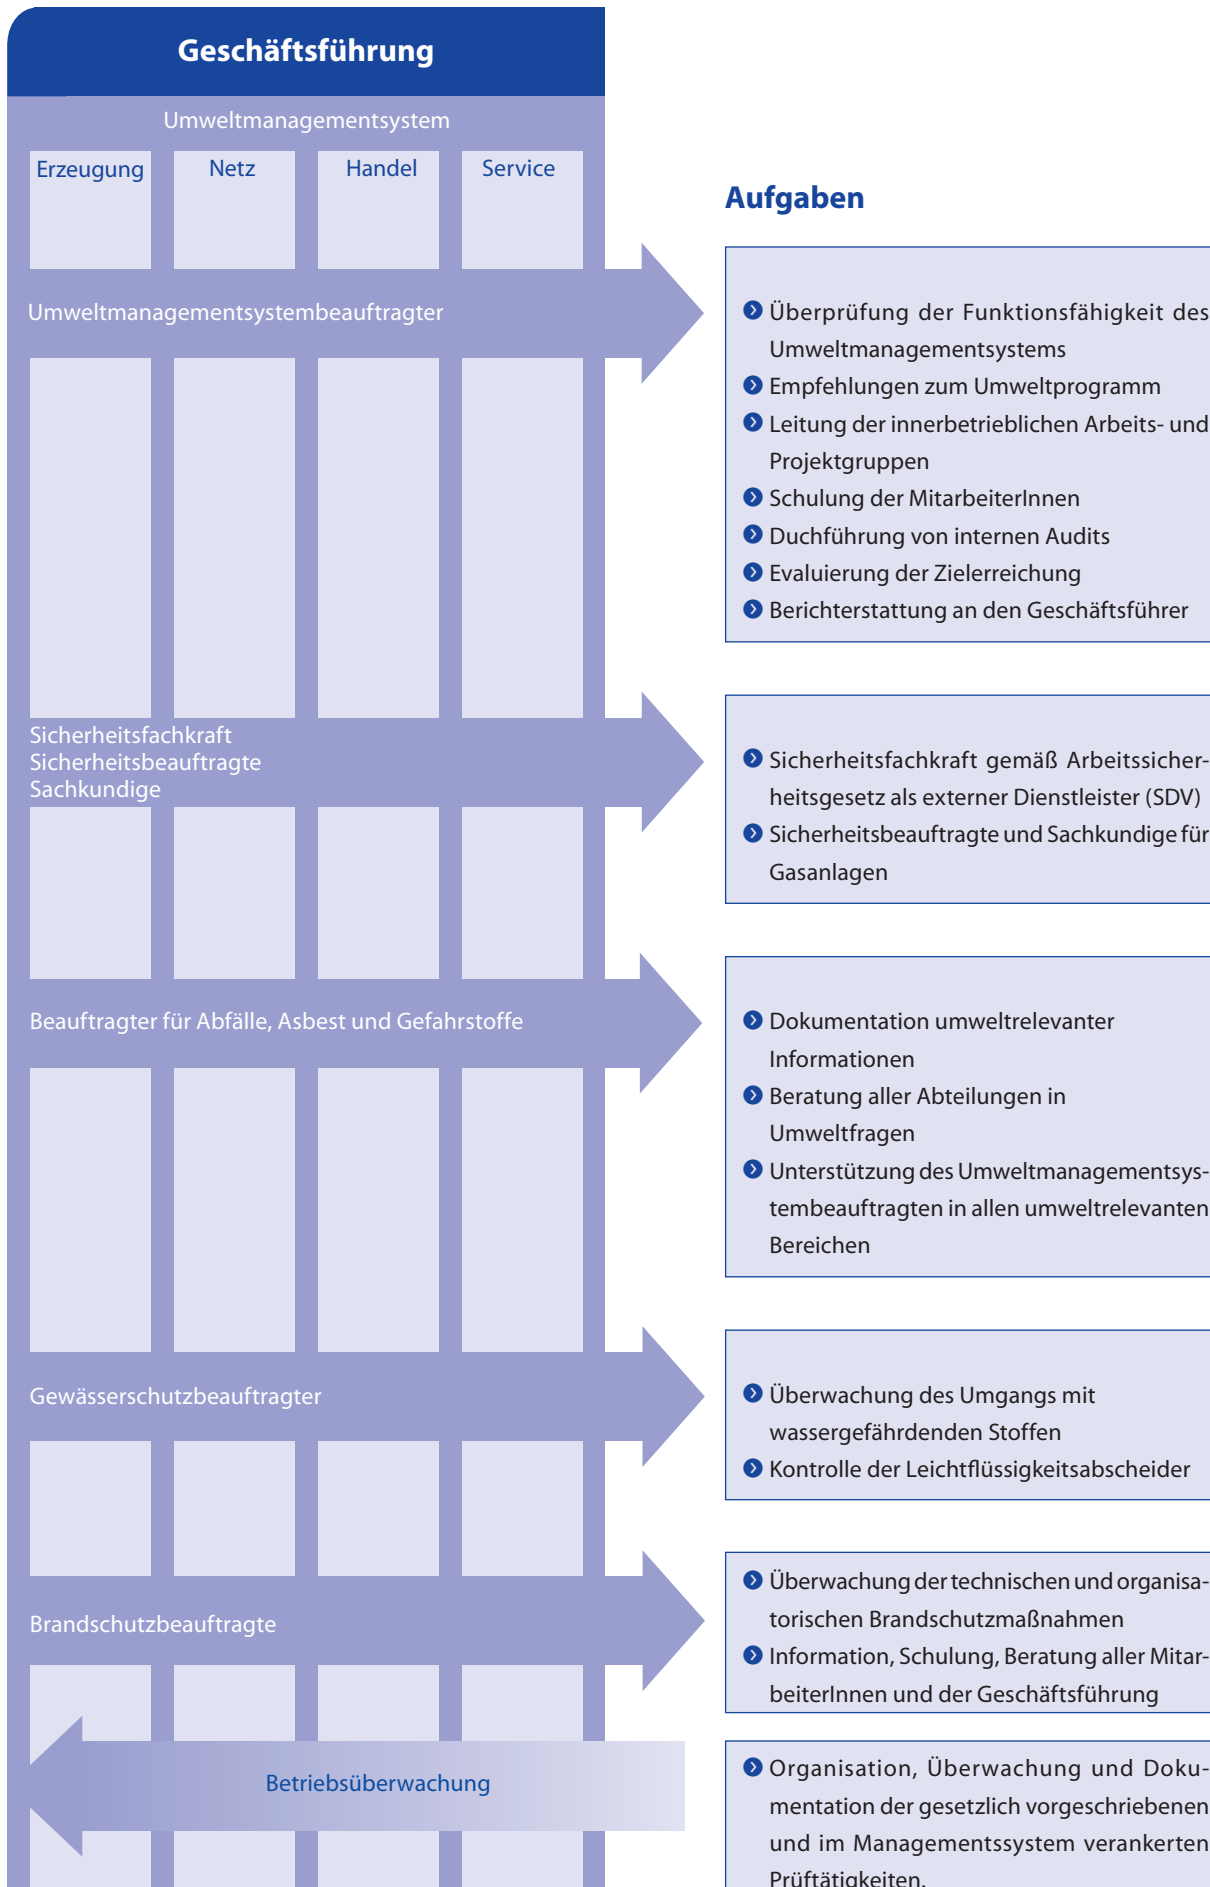 Geschäftsführung
Umweltmanagementsystem
Erzeugung Netz Handel Service
Aufgaben
Umweltmanagementsystembeauftragter
Überprüfung der Funktionsfähigkeit des
Umweltmanagementsystems
Empfehlungen zum Umweltprogramm
Leitung der innerbetrieblichen Arbeits- und
Projektgruppen
Schulung der MitarbeiterInnen
Duchführung von internen Audits
Evaluierung der Zielerreichung
Berichterstattung an den Geschäftsführer
Sicherheitsfachkraft
Sicherheitsbeauftragte
Sachkundige
Sicherheitsfachkraft gemäß Arbeitssicher-
heitsgesetz als externer Dienstleister (SDV)
Sicherheitsbeauftragte und Sachkundige für
Gasanlagen
Beauftragter für Abfälle, Asbest und Gefahrstoffe
Dokumentation umweltrelevanter
Informationen
Beratung aller Abteilungen in
Umweltfragen
Unterstützung des Umweltmanagementsys-
tembeauftragten in allen umweltrelevanten
Bereichen
Gewässerschutzbeauftragter
Überwachung des Umgangs mit
wassergefährdenden Stoffen
Kontrolle der Leichtflüssigkeitsabscheider
Brandschutzbeauftragte
Überwachung der technischen und organisa-
torischen Brandschutzmaßnahmen
Information, Schulung, Beratung aller Mitar-
beiterInnen und der Geschäftsführung
Betriebsüberwachung
Organisation, Überwachung und Doku-
mentation der gesetzlich vorgeschriebenen
und im Managementssystem verankerten
Prüftätigkeiten.